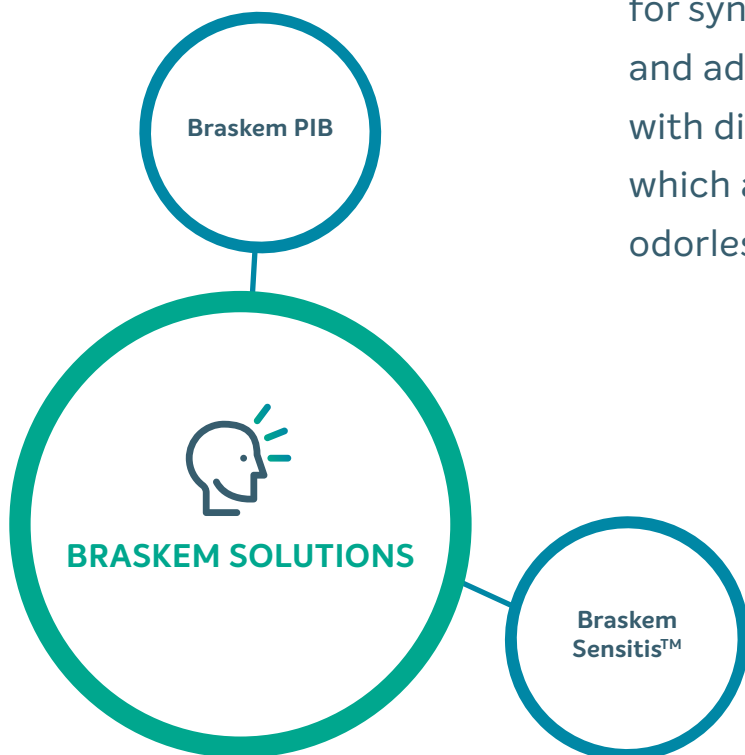 for syn
and ad
with di
which a
odorles
Braskem PIB
BRASKEM SOLUTIONS
Braskem
Sensitis™